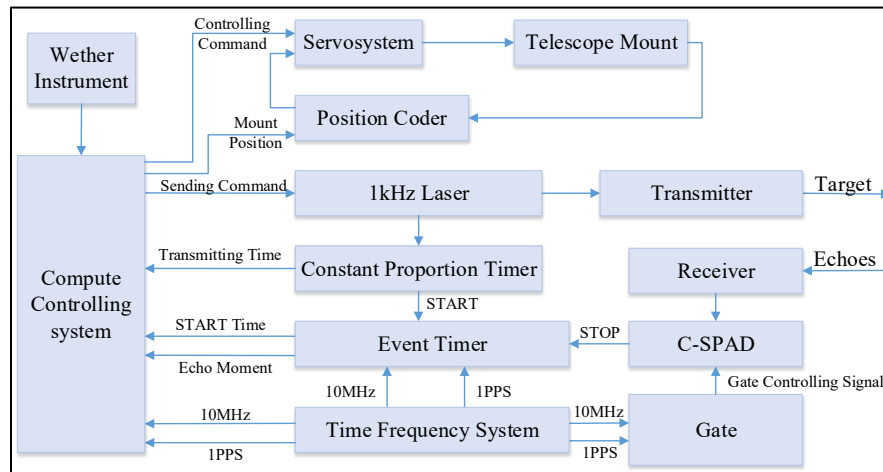 Controlling
Command
Servosystem
Telescope Mount
Wether
Instrument
Position Coder
Mount
Position
Sending Command
1kHz Laser
Transmitter
Target
Compute
Controlling
system
Transmitting Time
Constant Proportion Timer
Receiver
Echoes
START
START Time
Event Timer
STOP
C-SPAD
Echo Moment
10MHz
1PPS
Gate Controlling Signal
10MHz
1PPS
Time Frequency System
10MHz
1PPS
Gate